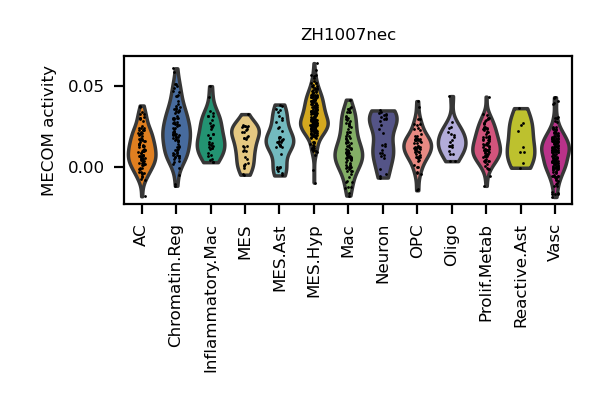 ZH1007nec
MECOM activity
0.05
0.00
AC
Chromatin.Reg
Inflammatory.Mac
MES
MES.Ast
MES.Hyp
Mac
Neuron
OPC
Oligo
Prolif.Metab
Reactive.Ast
Vasc